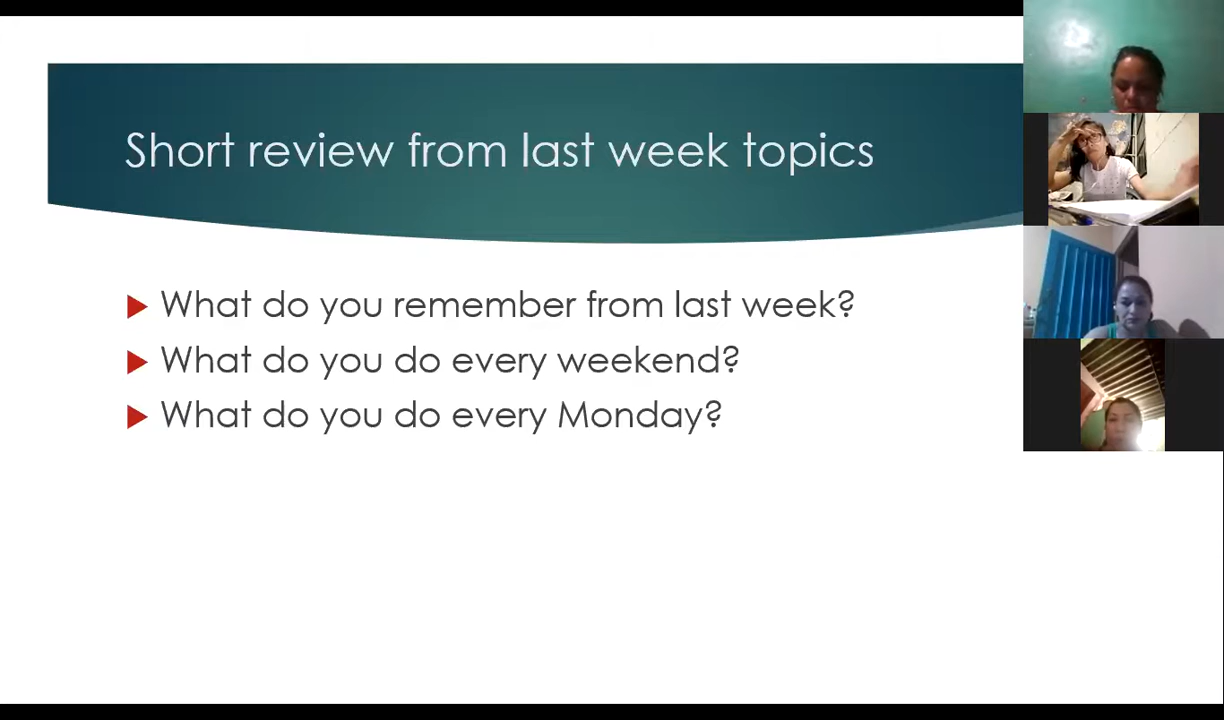 Short review from last week topics
What do you remember from last week?
What do you do every weekend?
What do you do every Monday?